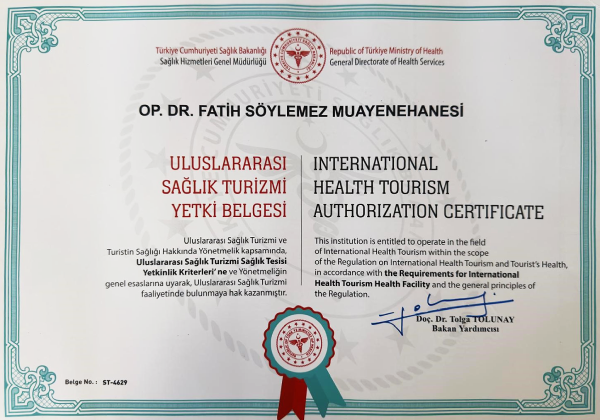 Türkiye Cumhuriyeti Sağlık Bakanlığı
Sağlık Hizmetleri Genel Müdürlüğü
Republic of Türkiye Ministry of Health
General Directorate of Health Services
OP. DR. FATİH SÖYLEMEZ MUAYENEHANESİ
ULUSLARARASI
SAĞLIK TURİZMİ
YETKİ BELGESİ
Uluslararası Sağlık Turizmi ve
Turistin Sağlığı Hakkında Yönetmelik kapsamında,
Uluslararası Sağlık Turizmi Sağlık Tesisi
Yetkinlik Kriterleri' ne ve Yönetmeliğin
genel esaslarına uyarak, Uluslararası Sağlık Turizmi
faaliyetinde bulunmaya hak kazanmıştır.
INTERNATIONAL
HEALTH TOURISM
AUTHORIZATION CERTIFICATE
This institution is entitled to operate in the field
of International Health Tourism within the scope
of the Regulation on International Health Tourism and Tourist's Health,
in accordance with the Requirements for International
Health Tourism Health Facility and the general principles of
the Regulation.
Doç. Dr. Tolga TOLUNAY
Bakan Yardımcısı
Belge No.: ST-4629